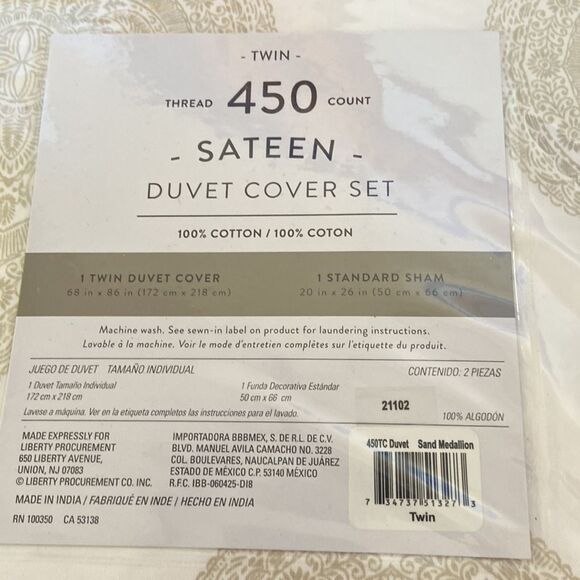 - TWIN -
THREAD 450 COUNT
- SATEEN -
DUVET COVER SET
100% COTTON / 100% COTON
1 TWIN DUVET COVER
68 in x 86 in (172 cm x 218 cm)
1 STANDARD SHAM
20 in x 26 in (50 cm x 66 cm)
Machine wash. See sewn-in label on product for laundering instructions.
Lavable à la machine. Voir le mode d'entretien complètes sur l'etiquette du produit.
JUEGO DE DUVET TAMAÑO INDIVIDUAL
CONTENIDO: 2 PIEZAS
1 Duvet Tamaño Individual
172 cm x 218 cm
1 Funda Decorativa Estándar
50 cm x 66 cm
Lavese a máquina. Ver en la etiqueta completos las instrucciones para el lavado.
21102
100% ALGODÓN
MADE EXPRESSLY FOR
LIBERTY PROCUREMENT
650 LIBERTY AVENUE,
UNION, NJ 07083
© LIBERTY PROCUREMENT CO. INC.
IMPORTADORA BBBMEX, S. DE R.L. DE C.V.
BLVD. MANUEL AVILA CAMACHO NO. 3228
COL. BOULEVARES, NAUCALPAN DE JUÁREZ
ESTADO DE MÉXICO C.P. 53140 MÉXICO
R.F.C. IBB-060425-DI8
MADE IN INDIA / FABRIQUÉ EN INDE / HECHO EN INDIA
RN 100350 CA 53138
450TC Duvet Sand Medallion
7 34737 51327 3
Twin